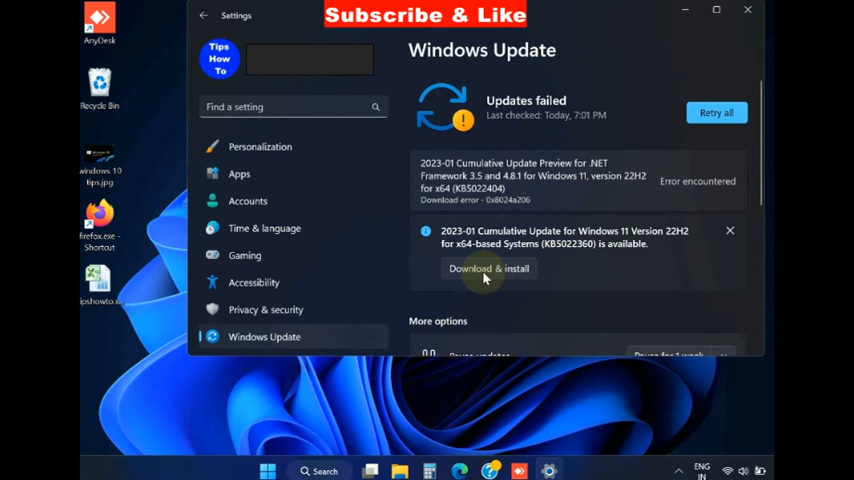 Subscribe & Like
AnyDesk
Recycle Bin
windows 10
tips.jpg
firefox.exe -
Shortcut
Settings
Tips
How
To
Find a setting
Personalization
Apps
Accounts
Time & language
Gaming
Accessibility
Privacy & security
Windows Update
Windows Update
Updates failed
Last checked: Today, 7:01 PM
Retry all
2023-01 Cumulative Update Preview for .NET
Framework 3.5 and 4.8.1 for Windows 11, version 22H2
for x64 (KB5022404)
Download error - 0x8024a206
Error encountered
2023-01 Cumulative Update for Windows 11 Version 22H2
for x64-based Systems (KB5022360) is available.
Download & install
More options
Pause updates
Pause for 1 week
Search
ENG
IN